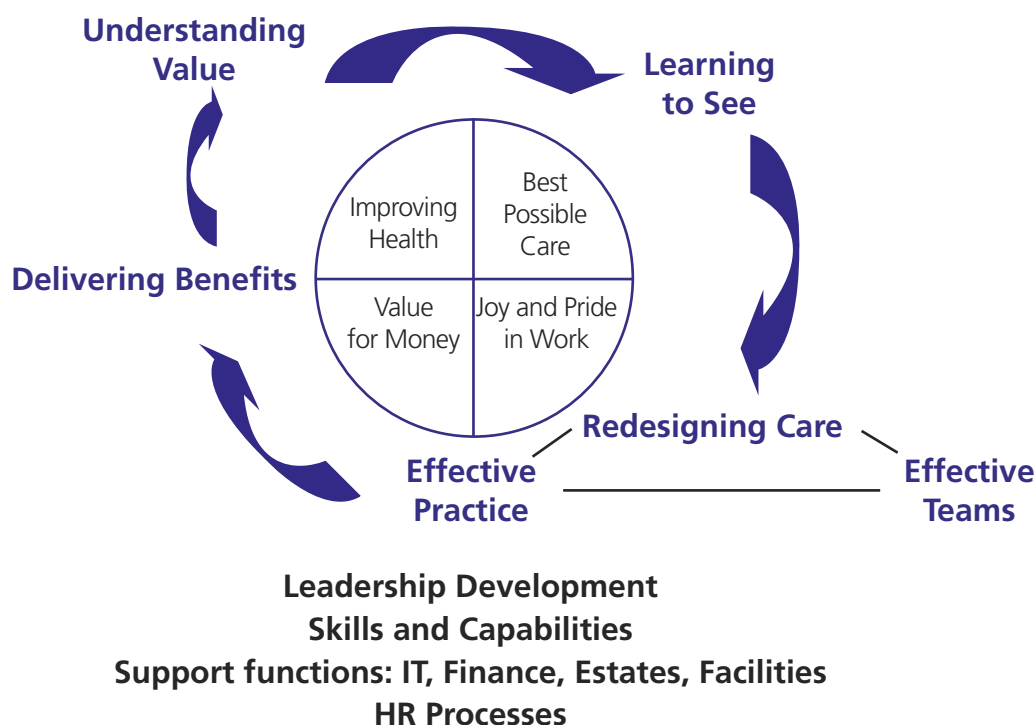 Understanding
Value
Learning
to See
Improving
Health
Best
Possible
Care
Delivering Benefits
Value
for Money
Joy and Pride
in Work
Redesigning Care
Effective
Practice
Effective
Teams
Leadership Development
Skills and Capabilities
Support functions: IT, Finance, Estates, Facilities
HR Processes